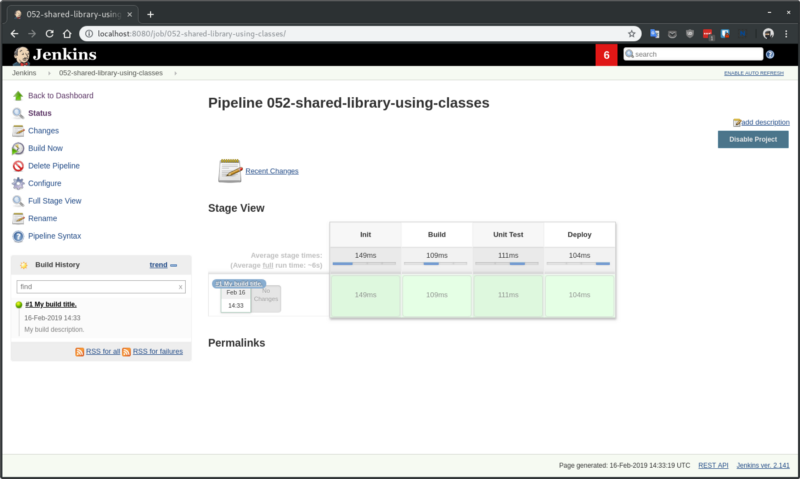 052-shared-library-using
localhost:8080/job/052-shared-library-using-classes/
Jenkins
6
search
Jenkins › 052-shared-library-using-classes ›
ENABLE AUTO REFRESH
Back to Dashboard
Status
Changes
Build Now
Delete Pipeline
Configure
Full Stage View
Rename
Pipeline Syntax
Build History
trend
find
x
#1 My build title.
16-Feb-2019 14:33
My build description.
RSS for all
RSS for failures
Pipeline 052-shared-library-using-classes
add description
Disable Project
Recent Changes
Stage View
Init Build Unit Test Deploy
Average stage times:
(Average full run time: ~6s)
149ms 109ms 111ms 104ms
#1 My build title.
Feb 16
14:33
No
Changes
149ms 109ms 111ms 104ms
Permalinks
Page generated: 16-Feb-2019 14:33:19 UTC REST API Jenkins ver. 2.141